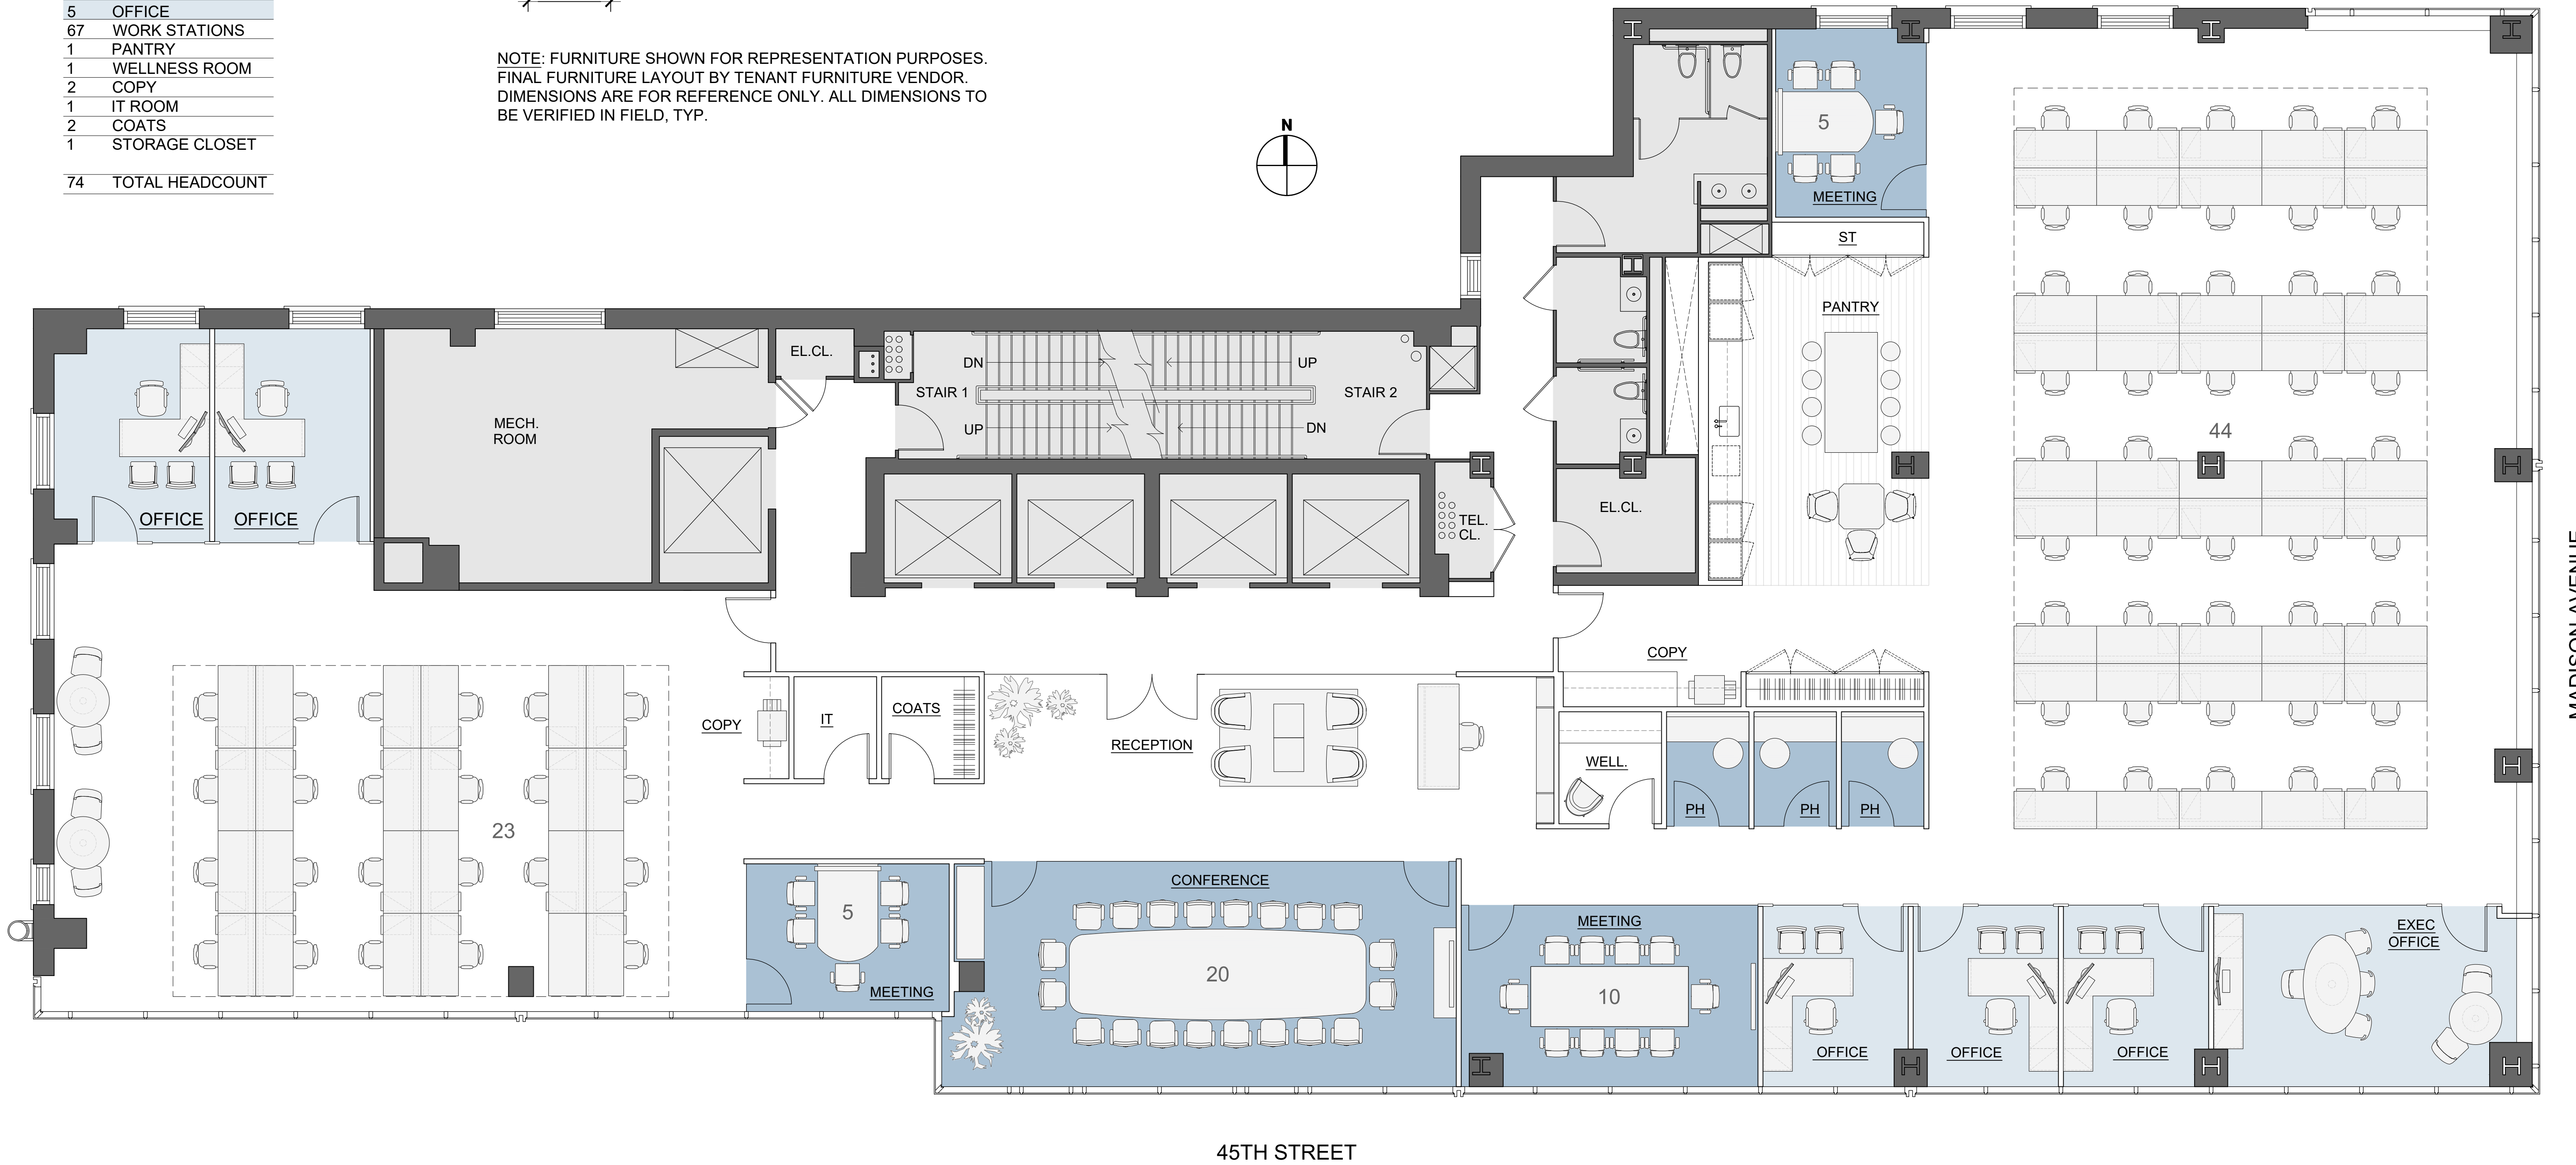 5 OFFICE
67 WORK STATIONS
1 PANTRY
1 WELLNESS ROOM
2 COPY
1 IT ROOM
2 COATS
1 STORAGE CLOSET
74 TOTAL HEADCOUNT
NOTE: FURNITURE SHOWN FOR REPRESENTATION PURPOSES.
FINAL FURNITURE LAYOUT BY TENANT FURNITURE VENDOR.
DIMENSIONS ARE FOR REFERENCE ONLY. ALL DIMENSIONS TO
BE VERIFIED IN FIELD, TYP.
N
5
MEETING
ST
PANTRY
EL.CL.
DN
UP
STAIR 1
STAIR 2
UP
DN
MECH.
ROOM
44
OFFICE
OFFICE
TEL.
CL.
EL.CL.
MADISON AVENUE
COPY
COPY
IT
COATS
RECEPTION
WELL.
PH
PH
PH
23
CONFERENCE
5
MEETING
20
MEETING
10
EXEC
OFFICE
OFFICE
OFFICE
OFFICE
45TH STREET